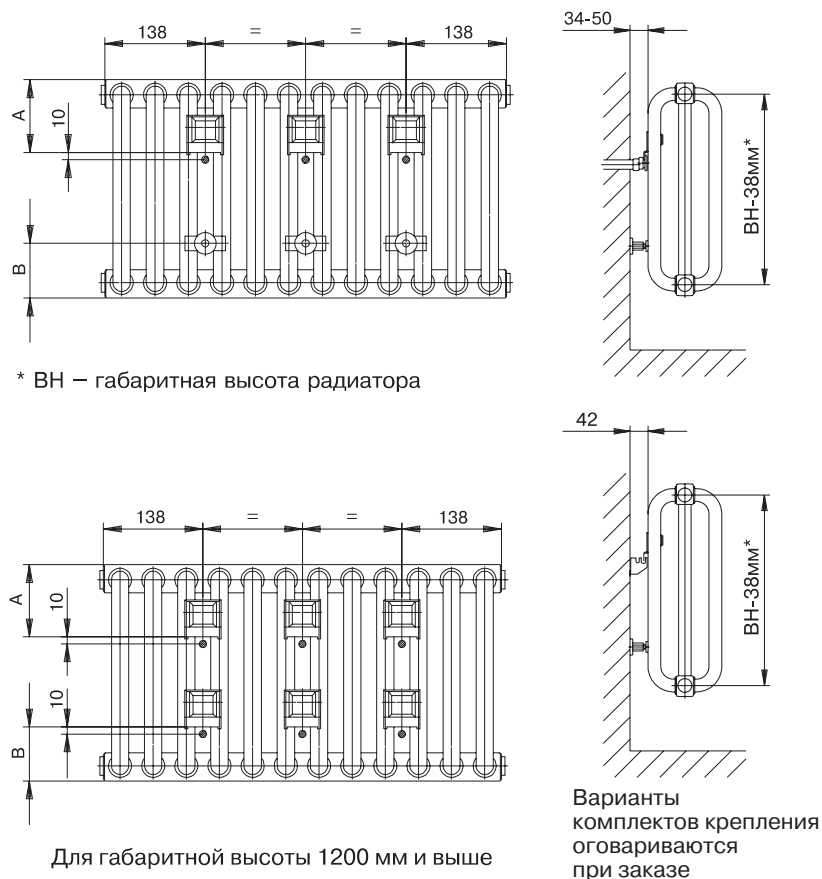 138 = = 138
A
10
B
34-50
ВН-38мм*
* ВН – габаритная высота радиатора
138 = = 138
A
10
10
B
42
ВН-38мм*
Для габаритной высоты 1200 мм и выше
Варианты
комплектов крепления
оговариваются
при заказе